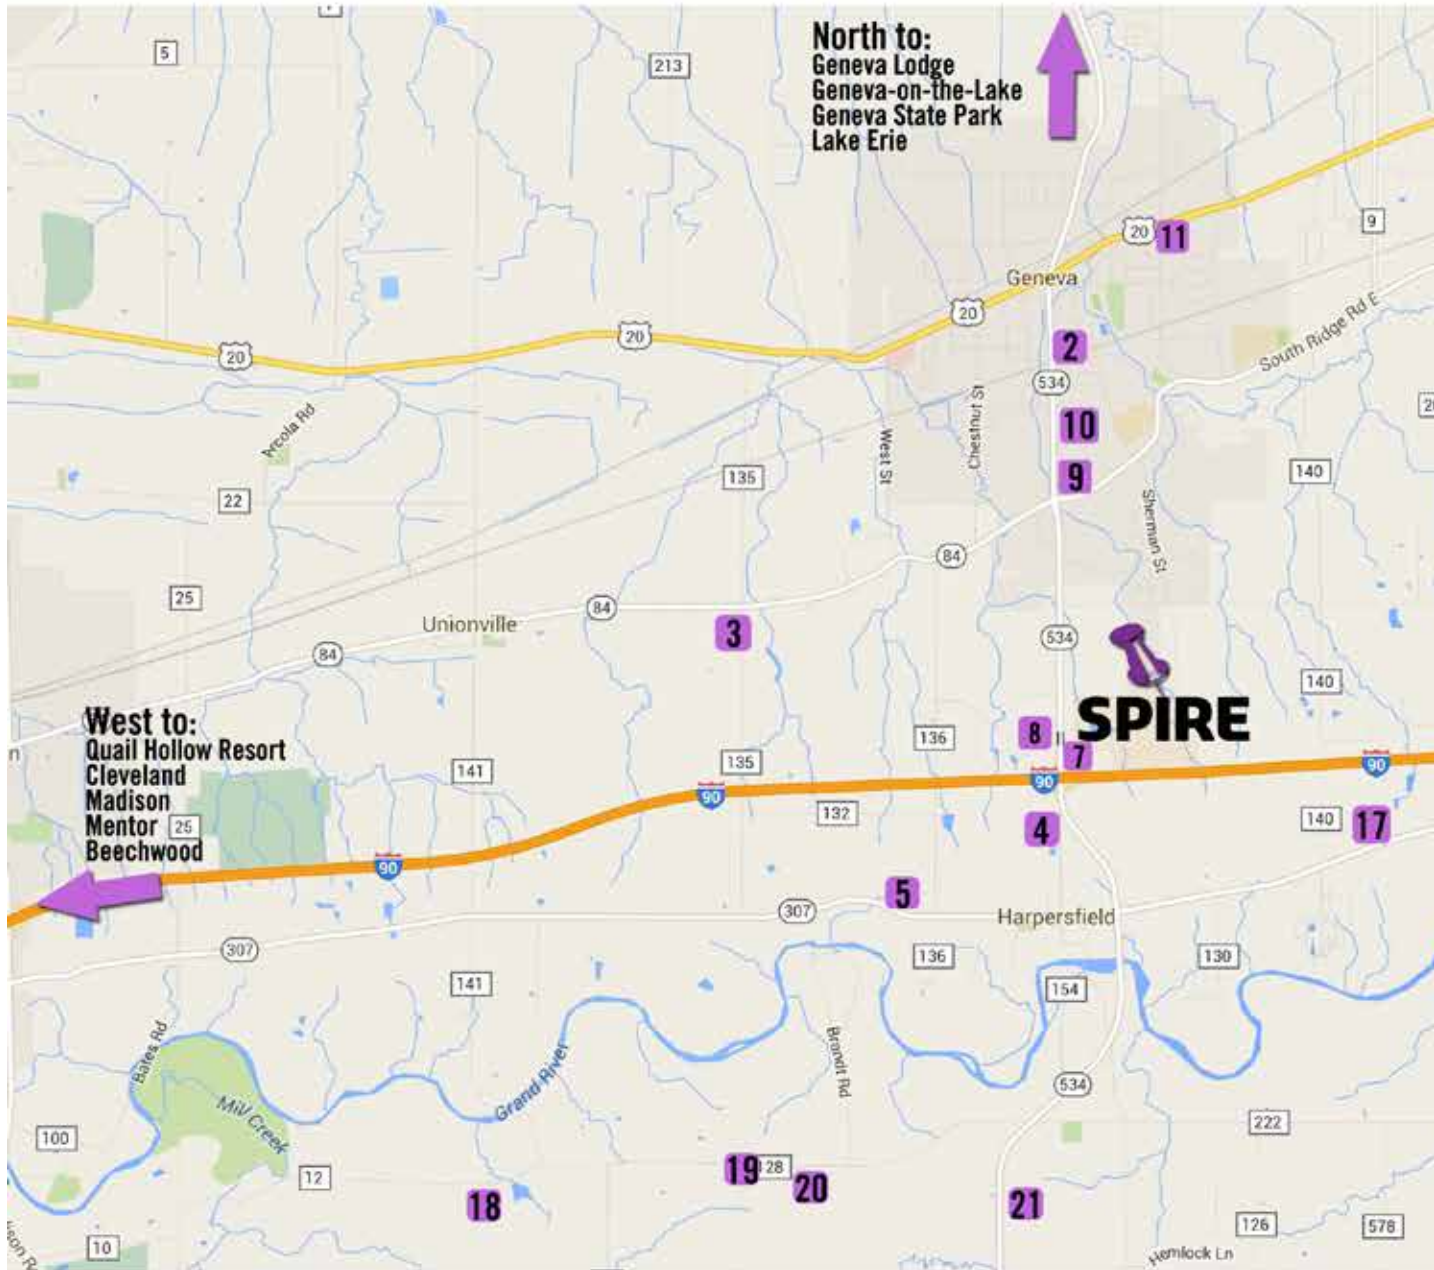 5
213
North to:
Geneva Lodge
Geneva-on-the-Lake
Geneva State Park
Lake Erie
20
11
9
Geneva
20
20
20
2
South Ridge Rd E
534
Arcola Rd
Chestnut St
10
West St
135
9
140
22
Sherman St
84
25
84
Unionville
3
534
84
140
West to:
Quail Hollow Resort
Cleveland
Madison
Mentor
Beechwood
SPIRE
8
136
7
141
135
90
90
90
25
132
4
140
17
90
5
307
Harpersfield
307
136
130
141
154
Bates Rd
Brandt Rd
Grand River
534
Mill Creek
222
100
19
128
12
20
18
21
126
578
10
Hemlock Ln